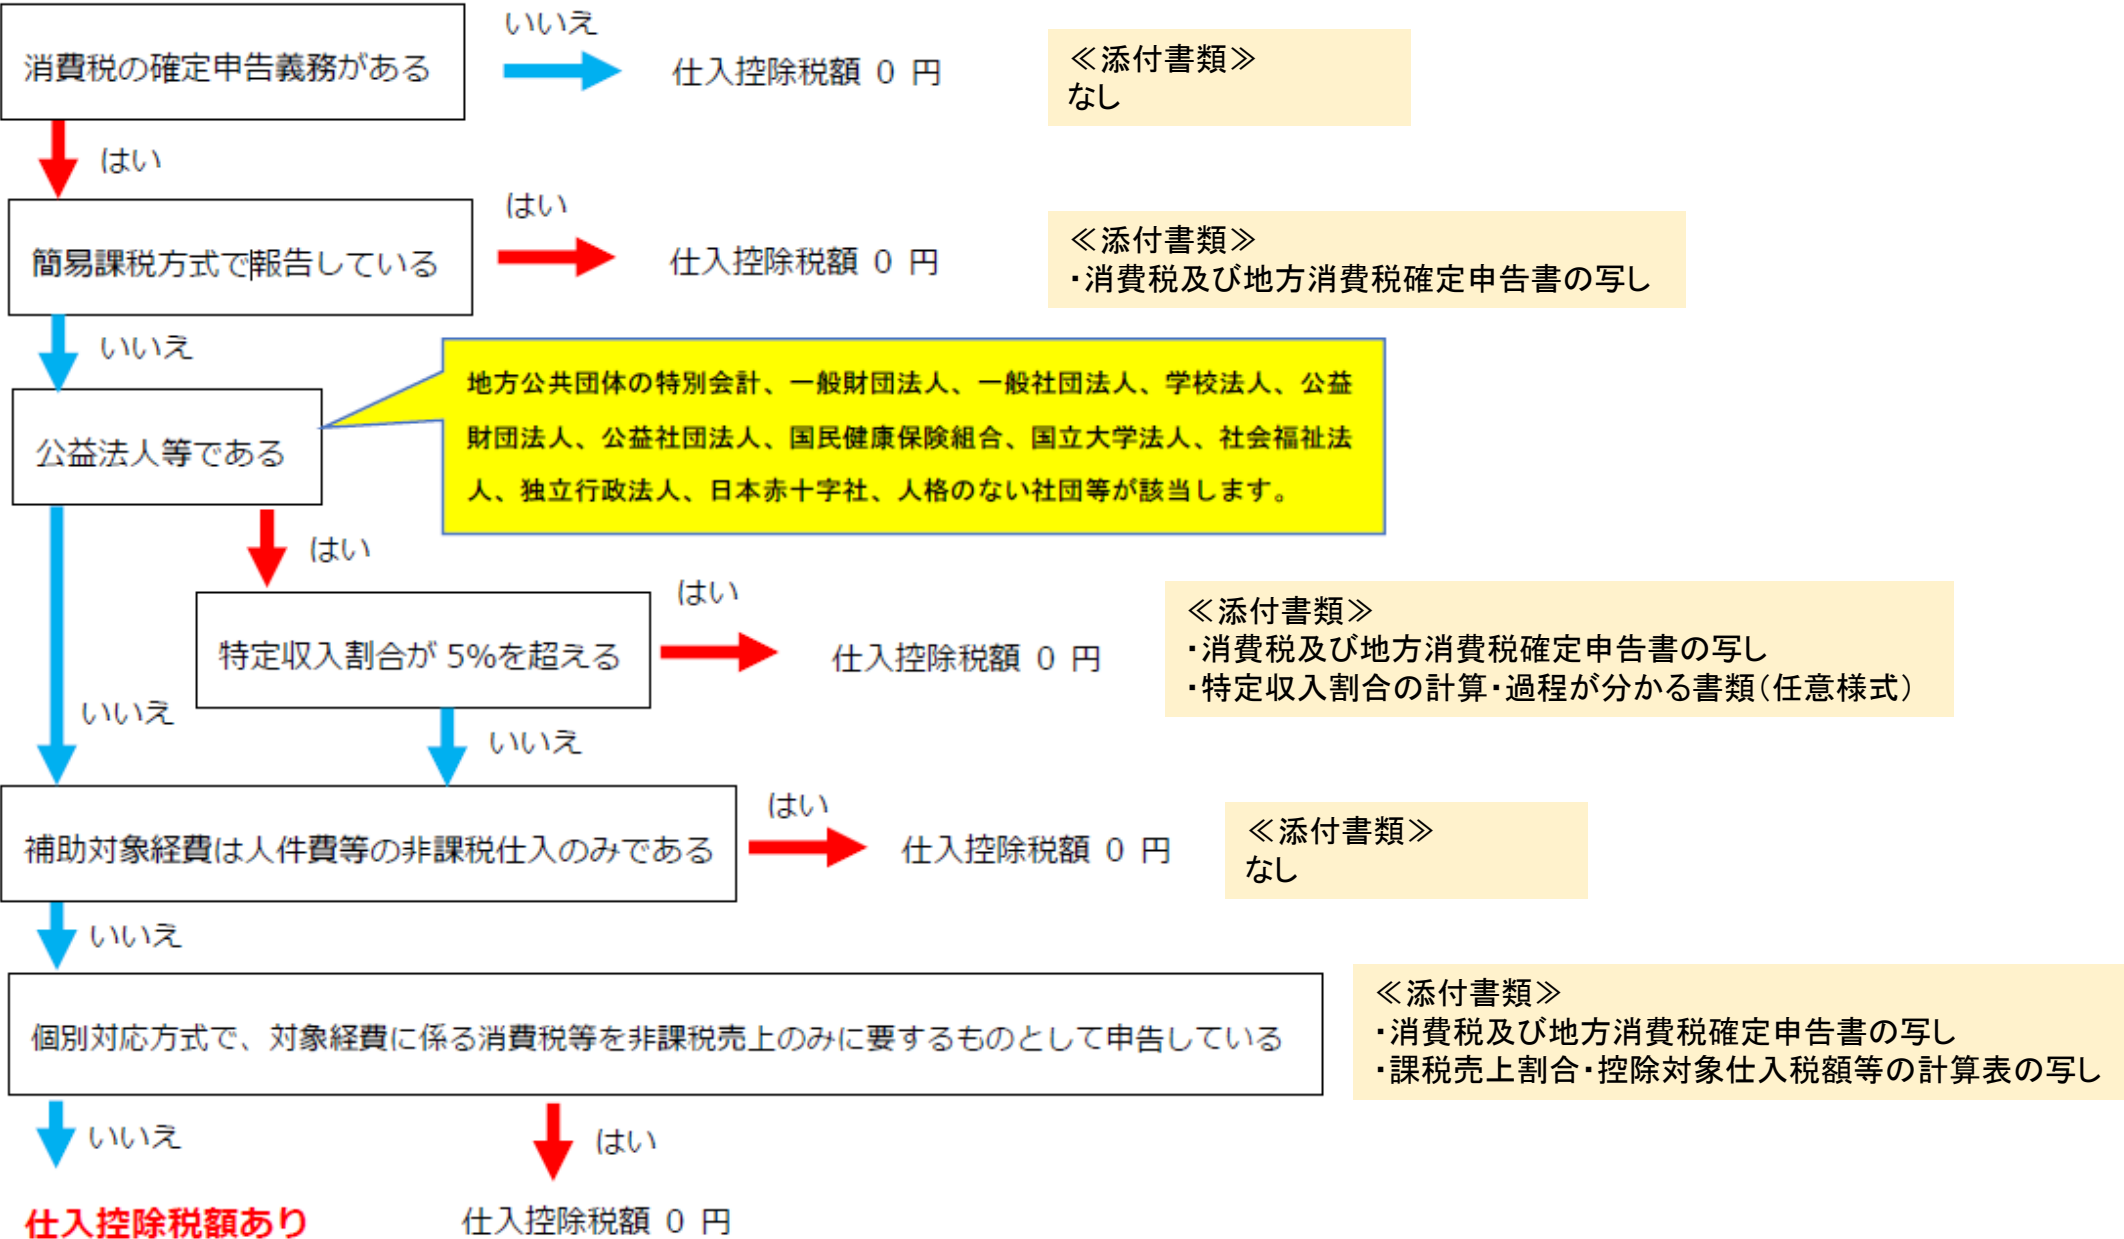 いいえ
消費税の確定申告義務がある
仕入控除税額 0 円
≪添付書類≫
なし
はい
はい
簡易課税方式で報告している
仕入控除税額 0 円
≪添付書類≫
・消費税及び地方消費税確定申告書の写し
いいえ
地方公共団体の特別会計、一般財団法人、一般社団法人、学校法人、公益
財団法人、公益社団法人、国民健康保険組合、国立大学法人、社会福祉法
人、独立行政法人、日本赤十字社、人格のない社団等が該当します。
公益法人等である
はい
はい
特定収入割合が 5%を超える
仕入控除税額 0 円
≪添付書類≫
・消費税及び地方消費税確定申告書の写し
・特定収入割合の計算・過程が分かる書類（任意様式）
いいえ
いいえ
はい
補助対象経費は人件費等の非課税仕入のみである
仕入控除税額 0 円
≪添付書類≫
なし
いいえ
個別対応方式で、対象経費に係る消費税等を非課税売上のみに要するものとして申告している
≪添付書類≫
・消費税及び地方消費税確定申告書の写し
・課税売上割合・控除対象仕入税額等の計算表の写し
いいえ
はい
仕入控除税額あり
仕入控除税額 0 円